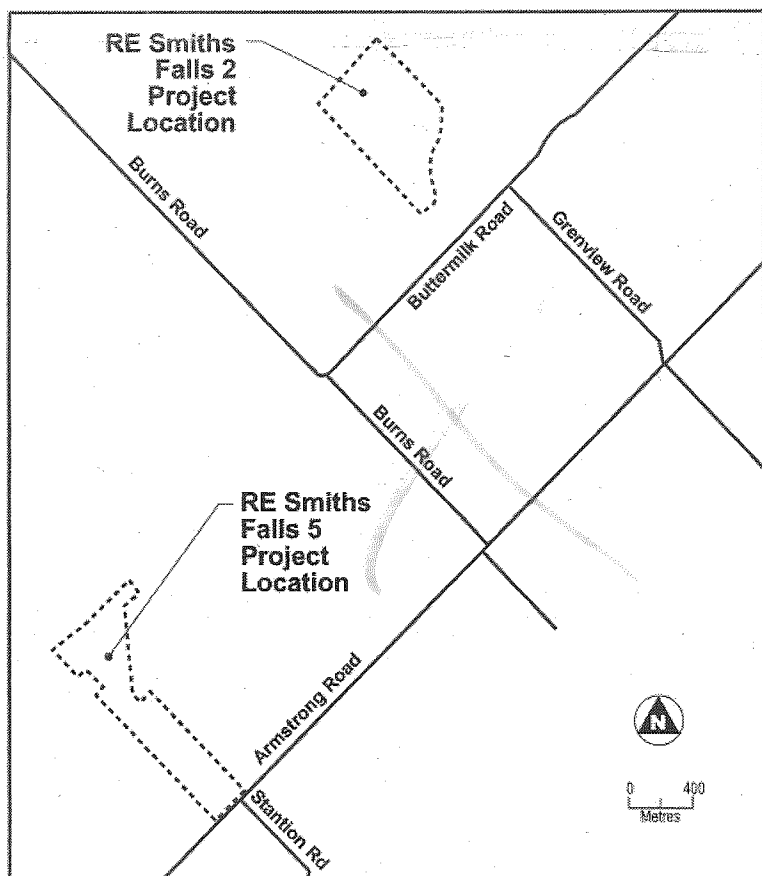 RE Smiths
Falls 2
Project
Location
Burns Road
Buttermilk Road
Grenview Road
Burns Road
RE Smiths
Falls 5
Project
Location
Armstrong Road
Stantion Rd
N
0 400
Metres